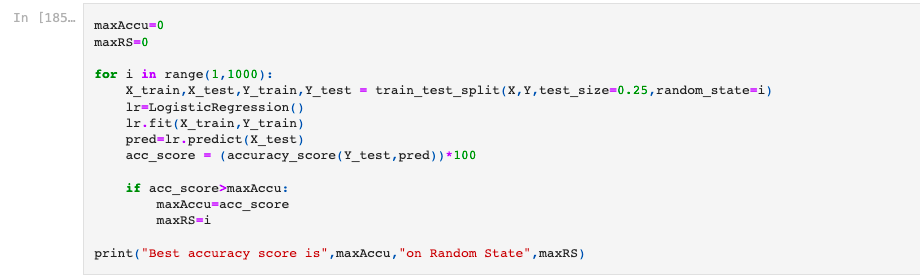 In [185…
maxAccu=0
maxRS=0
for i in range(1,1000):
    X_train,X_test,Y_train,Y_test = train_test_split(X,Y,test_size=0.25,random_state=i)
    lr=LogisticRegression()
    lr.fit(X_train,Y_train)
    pred=lr.predict(X_test)
    acc_score = (accuracy_score(Y_test,pred))*100
    if acc_score>maxAccu:
        maxAccu=acc_score
        maxRS=i
print("Best accuracy score is",maxAccu,"on Random State",maxRS)